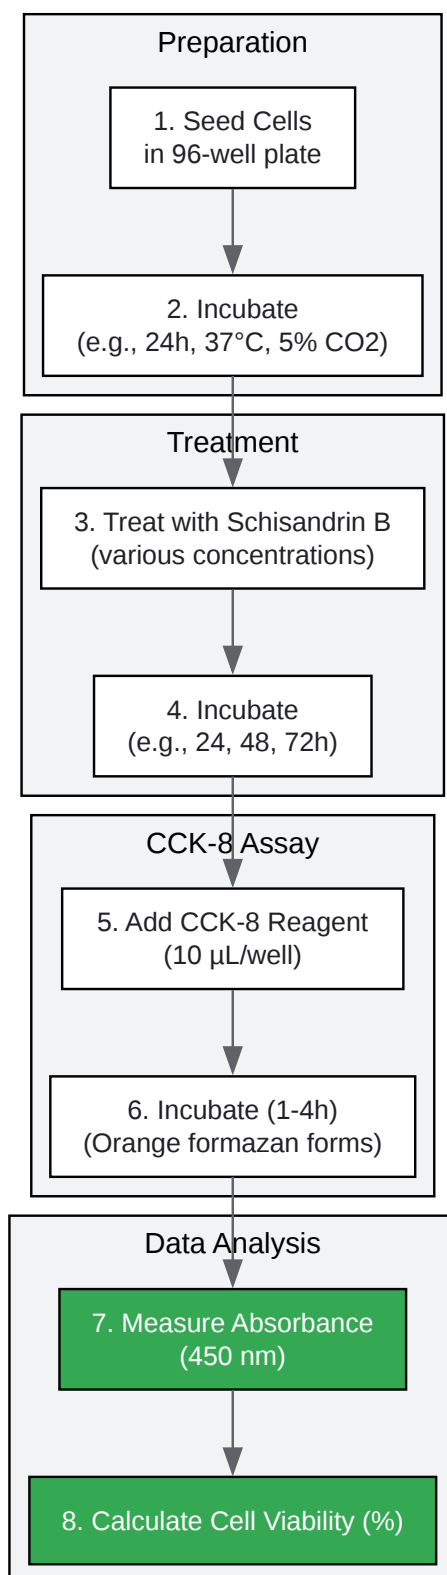 Preparation
1. Seed Cells
in 96-well plate
2. Incubate
(e.g., 24h, 37°C, 5% CO2)
Treatment
3. Treat with Schisandrin B
(various concentrations)
4. Incubate
(e.g., 24, 48, 72h)
CCK-8 Assay
5. Add CCK-8 Reagent
(10 µL/well)
6. Incubate (1-4h)
(Orange formazan forms)
Data Analysis
7. Measure Absorbance
(450 nm)
8. Calculate Cell Viability (%)